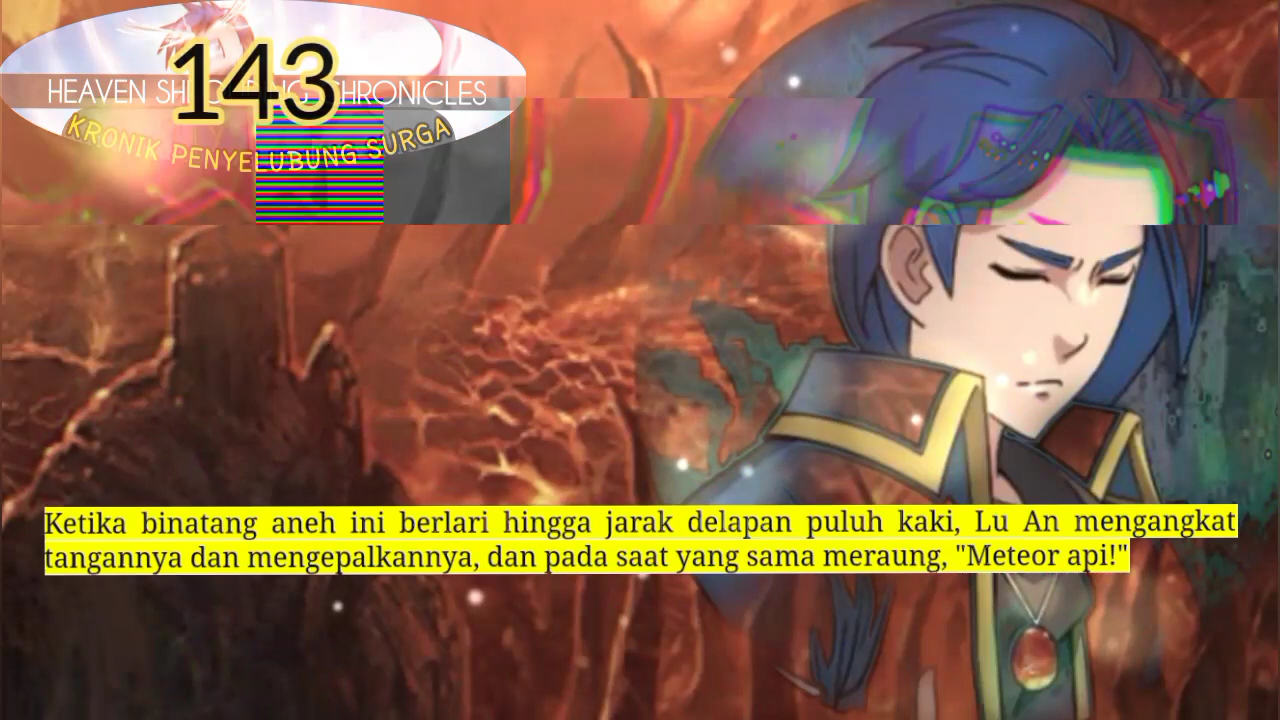 143
HEAVEN CHRONICLES
KRONIK PENYELUBUNG SURGA
Ketika binatang aneh ini berlari hingga jarak delapan puluh kaki, Lu An mengangkat
tangannya dan mengepalkannya, dan pada saat yang sama meraung, "Meteor api!"